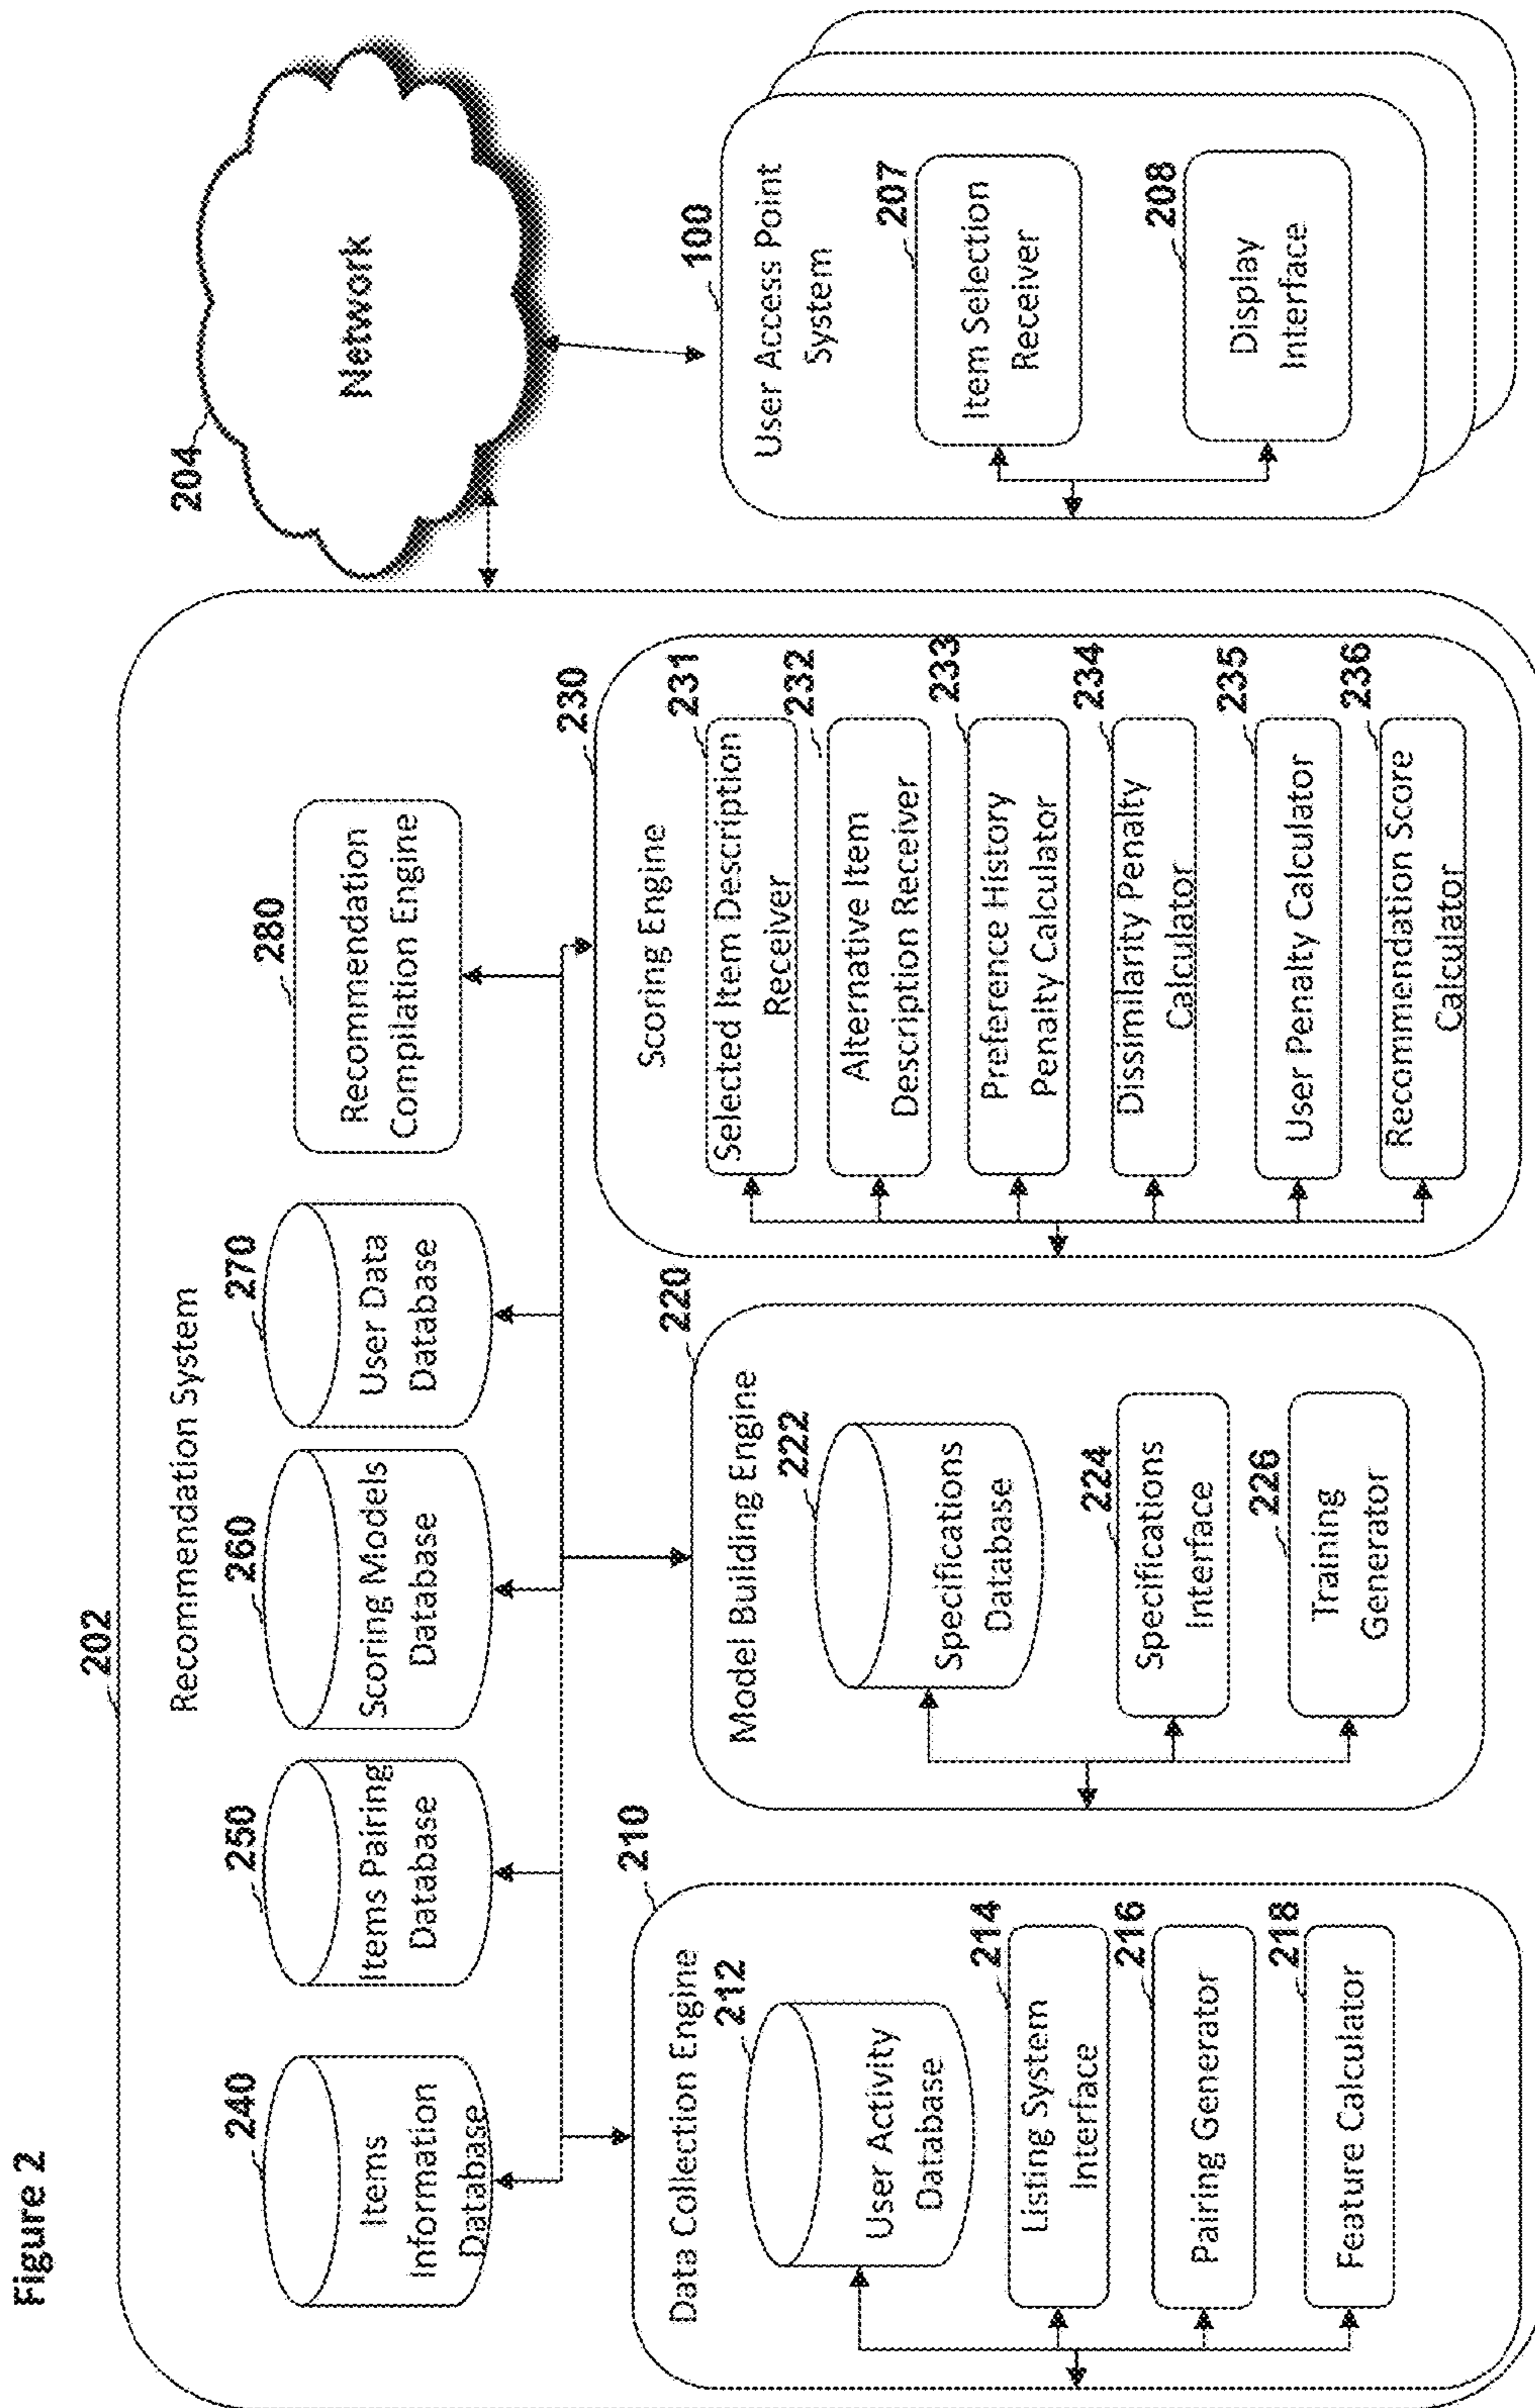 Figure 2
202
Recommendation System
240
Items
Information
Database
250
Items Pairing
Database
260
Scoring Models
Database
270
User Data
Database
280
Recommendation
Compilation Engine
210
Data Collection Engine
212
User Activity
Database
214
Listing System
Interface
216
Pairing Generator
218
Feature Calculator
220
Model Building Engine
222
Specifications
Database
224
Specifications
Interface
226
Training
Generator
230
Scoring Engine
231
Selected Item Description
Receiver
232
Alternative Item
Description Receiver
233
Preference History
Penalty Calculator
234
Dissimilarity Penalty
Calculator
235
User Penalty Calculator
236
Recommendation Score
Calculator
204
Network
100
User Access Point
System
207
Item Selection
Receiver
208
Display
Interface